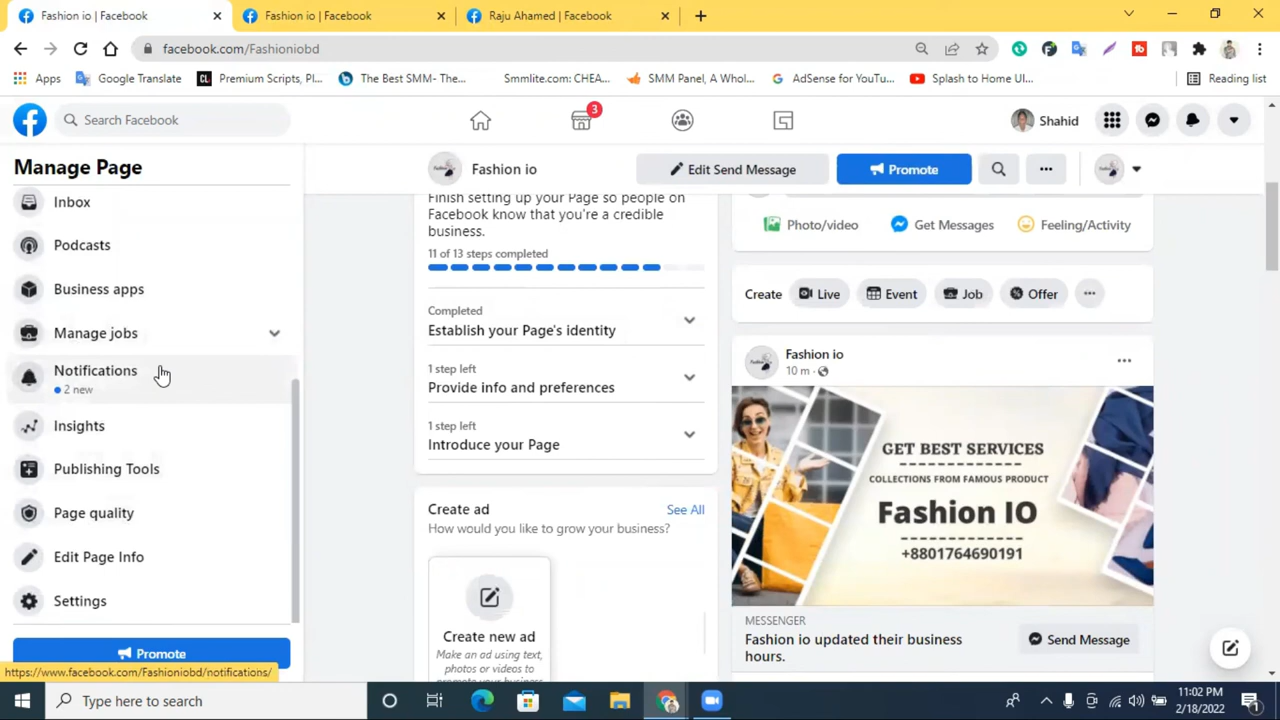 Fashion io | Facebook
Fashion io | Facebook
Raju Ahamed | Facebook
facebook.com/Fashioniobd
Apps
Google Translate
Premium Scripts, Pl...
The Best SMM- The...
Smmlite.com: CHEA...
SMM Panel, A Whol...
AdSense for YouTu...
Splash to Home UI...
Reading list
Search Facebook
3
Shahid
Manage Page
Inbox
Podcasts
Business apps
Manage jobs
Notifications
2 new
Insights
Publishing Tools
Page quality
Edit Page Info
Settings
Promote
https://www.facebook.com/Fashioniobd/notifications/
Fashion io
Edit Send Message
Promote
Finish setting up your Page so people on
Facebook know that you're a credible
business.
11 of 13 steps completed
Completed
Establish your Page's identity
1 step left
Provide info and preferences
1 step left
Introduce your Page
Create ad
See All
How would you like to grow your business?
Create new ad
Make an ad using text,
photos or videos to
promote your business.
Photo/video
Get Messages
Feeling/Activity
Create
Live
Event
Job
Offer
Fashion io
10 m
GET BEST SERVICES
COLLECTIONS FROM FAMOUS PRODUCT
Fashion IO
+8801764690191
MESSENGER
Fashion io updated their business
hours.
Send Message
Type here to search
11:02 PM
2/18/2022
1